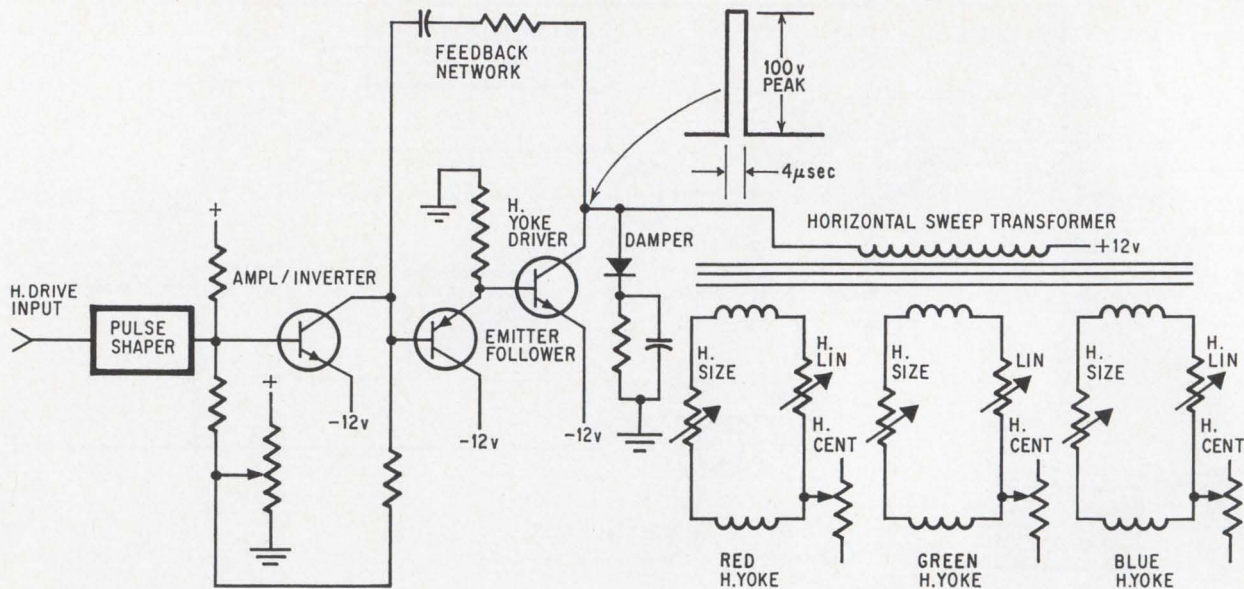 FEEDBACK
NETWORK
100v
PEAK
4μsec
+
H. DRIVE
INPUT
PULSE
SHAPER
AMPL/INVERTER
+
-12v
H.
YOKE
DRIVER
EMITTER
FOLLOWER
-12v
-12v
DAMPER
HORIZONTAL SWEEP TRANSFORMER
+12v
H.
SIZE
H.
LIN
H.
CENT
RED
H.YOKE
H.
SIZE
LIN
H.
CENT
GREEN
H.YOKE
H.
SIZE
H.
LIN
H.
CENT
BLUE
H.YOKE